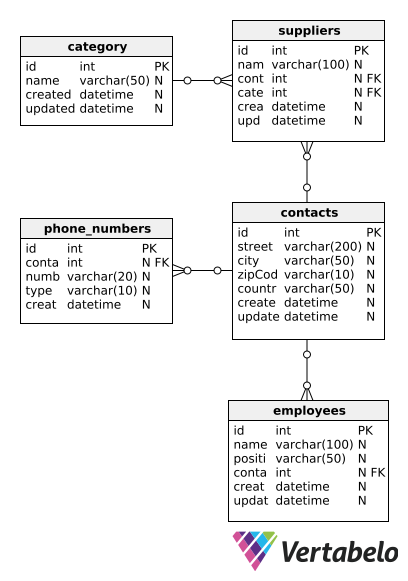 category
id int PK
name varchar(50) N
created datetime N
updated datetime N
suppliers
id int PK
nam varchar(100) N
cont int N FK
cate int N FK
crea datetime N
upd datetime N
phone_numbers
id int PK
conta int N FK
numb varchar(20) N
type varchar(10) N
creat datetime N
contacts
id int PK
street varchar(200) N
city varchar(50) N
zipCod varchar(10) N
countr varchar(50) N
create datetime N
update datetime N
employees
id int PK
name varchar(100) N
positi varchar(50) N
conta int N FK
creat datetime N
updat datetime N
Vertabelo